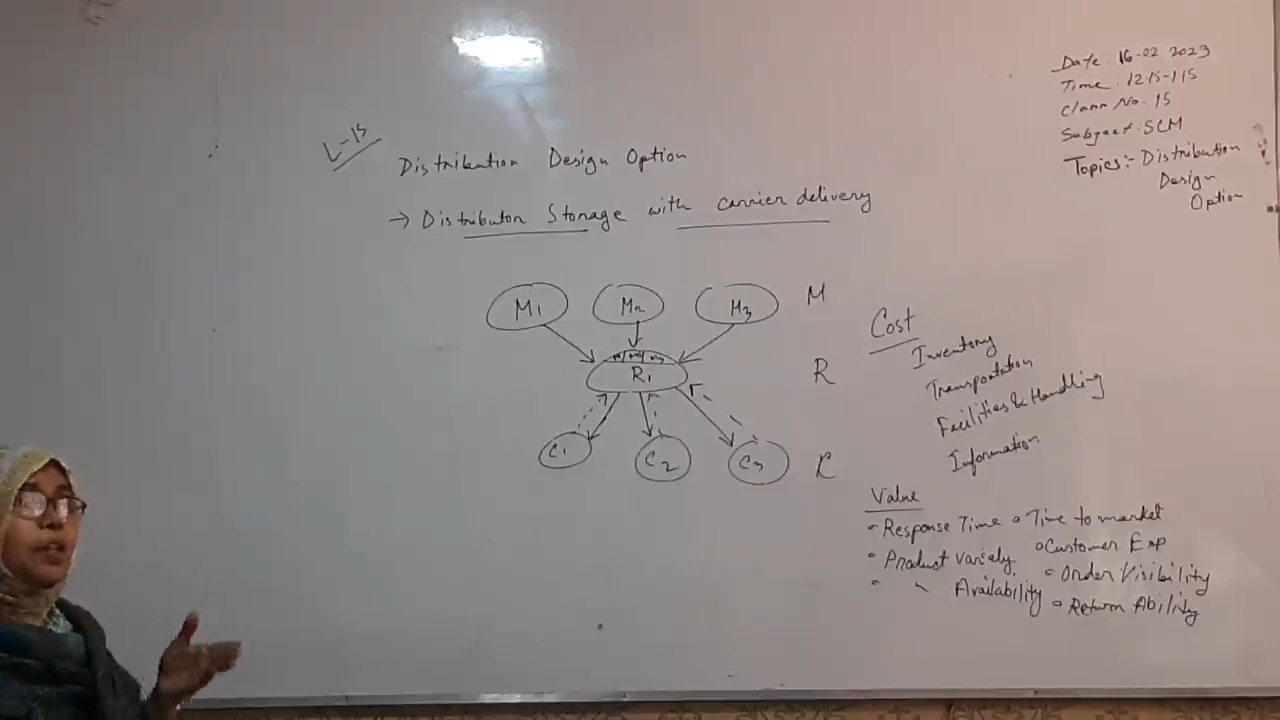 L-15
Distribution Design Option
→ Distributor Storage with carrier delivery
M1 M2 M3 M
R1 R
C1 C2 C3 C
Cost
Inventory
Transportation
Facilities & Handling
Information
Value
Response Time Time to market
Product variety Customer Exp
" Availability Order Visibility
Return Ability
Date. 16-02 2023
Time. 12 15-1 15
Class No. 15
Subject: SCM
Topics:- Distribution
Design
Option